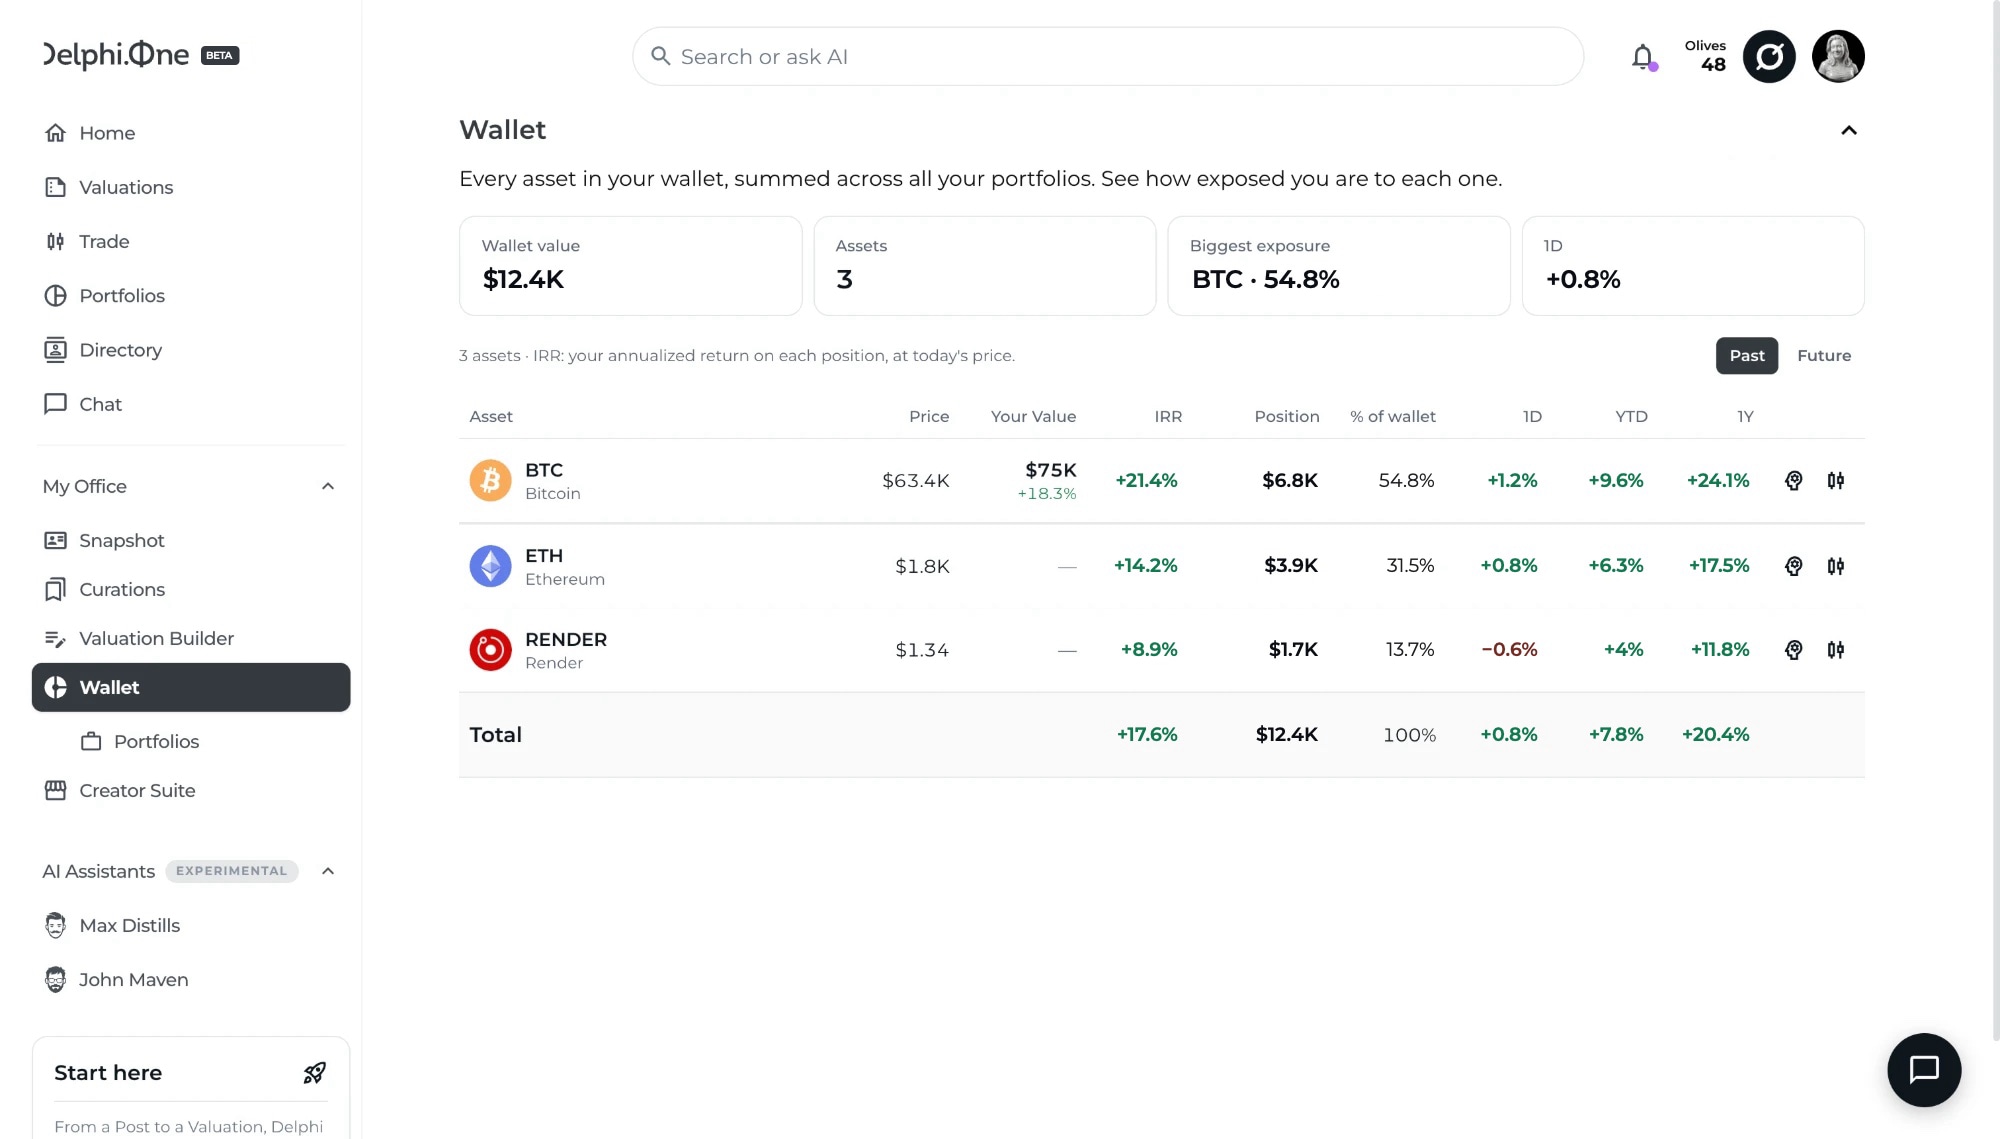 Delphi.One BETA
Search or ask AI
Olives
48
Home
Valuations
Trade
Portfolios
Directory
Chat
My Office
Snapshot
Curations
Valuation Builder
Wallet
Portfolios
Creator Suite
AI Assistants EXPERIMENTAL
Max Distills
John Maven
Start here
From a Post to a Valuation, Delphi
Wallet
Every asset in your wallet, summed across all your portfolios. See how exposed you are to each one.
Wallet value
$12.4K
Assets
3
Biggest exposure
BTC · 54.8%
1D
+0.8%
3 assets · IRR: your annualized return on each position, at today's price.
Past Future
Asset Price Your Value IRR Position % of wallet 1D YTD 1Y
BTC
Bitcoin
$63.4K $75K +21.4% $6.8K 54.8% +1.2% +9.6% +24.1%
+18.3%
ETH
Ethereum
$1.8K — +14.2% $3.9K 31.5% +0.8% +6.3% +17.5%
RENDER
Render
$1.34 — +8.9% $1.7K 13.7% −0.6% +4% +11.8%
Total +17.6% $12.4K 100% +0.8% +7.8% +20.4%